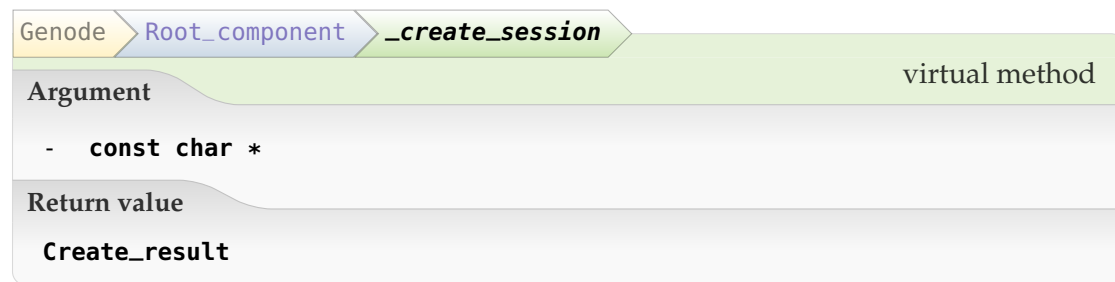 Genode Root_component _create_session
virtual method
Argument
- const char *
Return value
Create_result